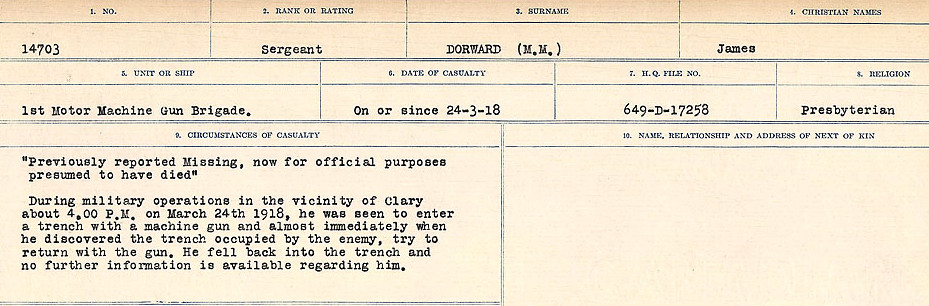 1. NO. 2. RANK OR RATING 3. SURNAME 4. CHRISTIAN NAMES
14703 Sergeant DORWARD (M.M.) James
5. UNIT OR SHIP 6. DATE OF CASUALTY 7. H.Q. FILE NO. 8. RELIGION
1st Motor Machine Gun Brigade. On or since 24-3-18 649-D-17258 Presbyterian
9. CIRCUMSTANCES OF CASUALTY 10. NAME, RELATIONSHIP AND ADDRESS OF NEXT OF KIN
"Previously reported Missing, now for official purposes
presumed to have died"
During military operations in the vicinity of Clary
about 4.00 P.M. on March 24th 1918, he was seen to enter
a trench with a machine gun and almost immediately when
he discovered the trench occupied by the enemy, try to
return with the gun. He fell back into the trench and
no further information is available regarding him.